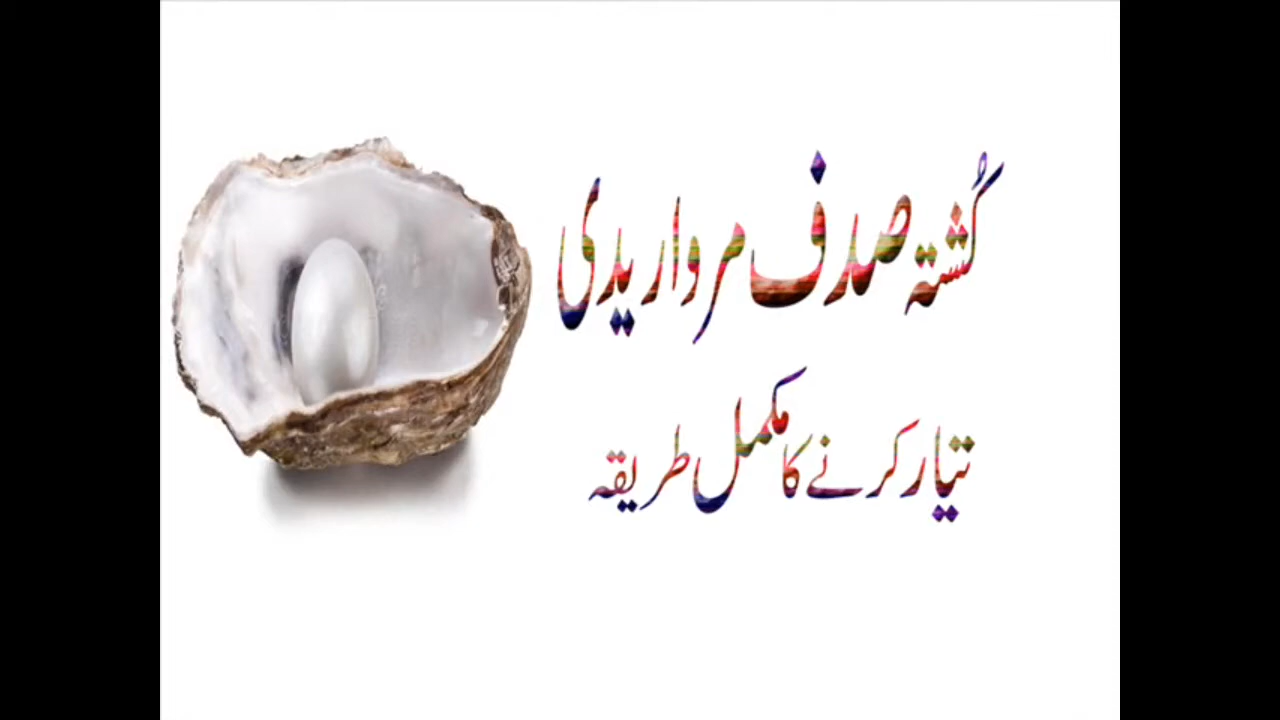 کُشتہ صدف مرواریدی
تیار کرنے کا مکمل طریقہ